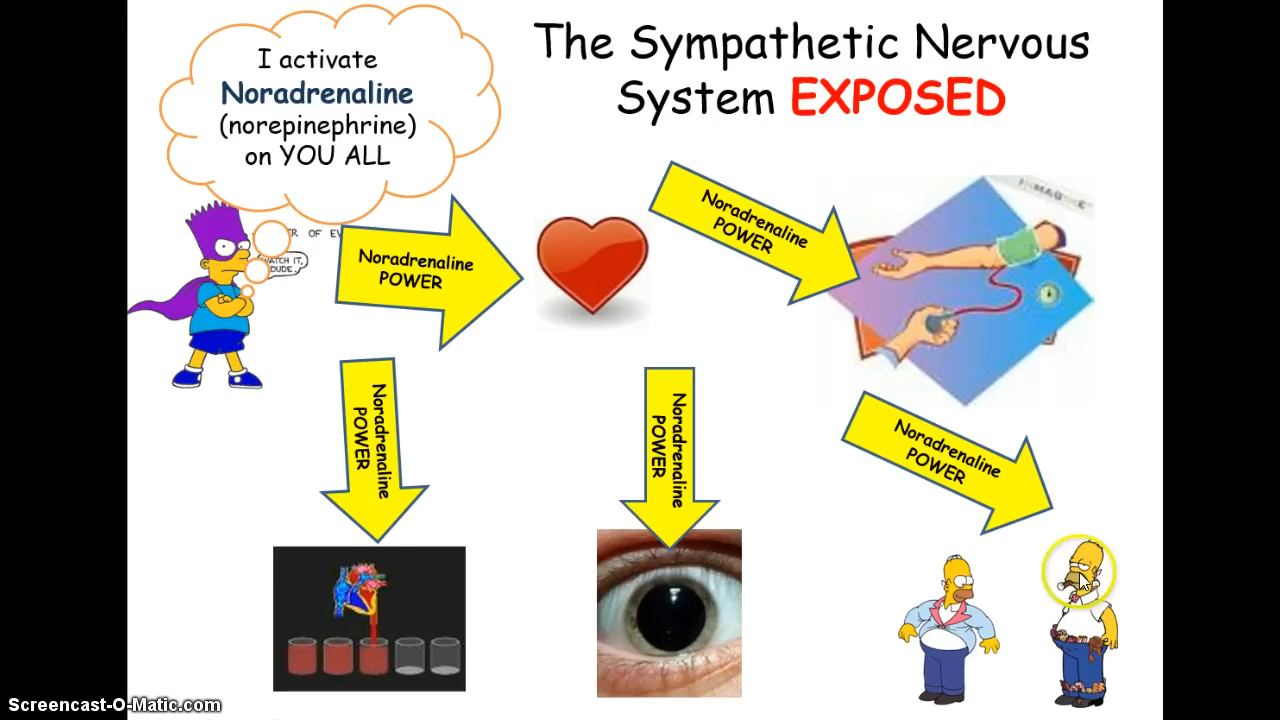 I activate
Noradrenaline
(norepinephrine)
on YOU ALL
The Sympathetic Nervous
System EXPOSED
OF
WATCH IT,
DUDE.
Noradrenaline
POWER
Noradrenaline
POWER
Noradrenaline
POWER
Noradrenaline
POWER
Noradrenaline
POWER
Screencast-O-Matic.com